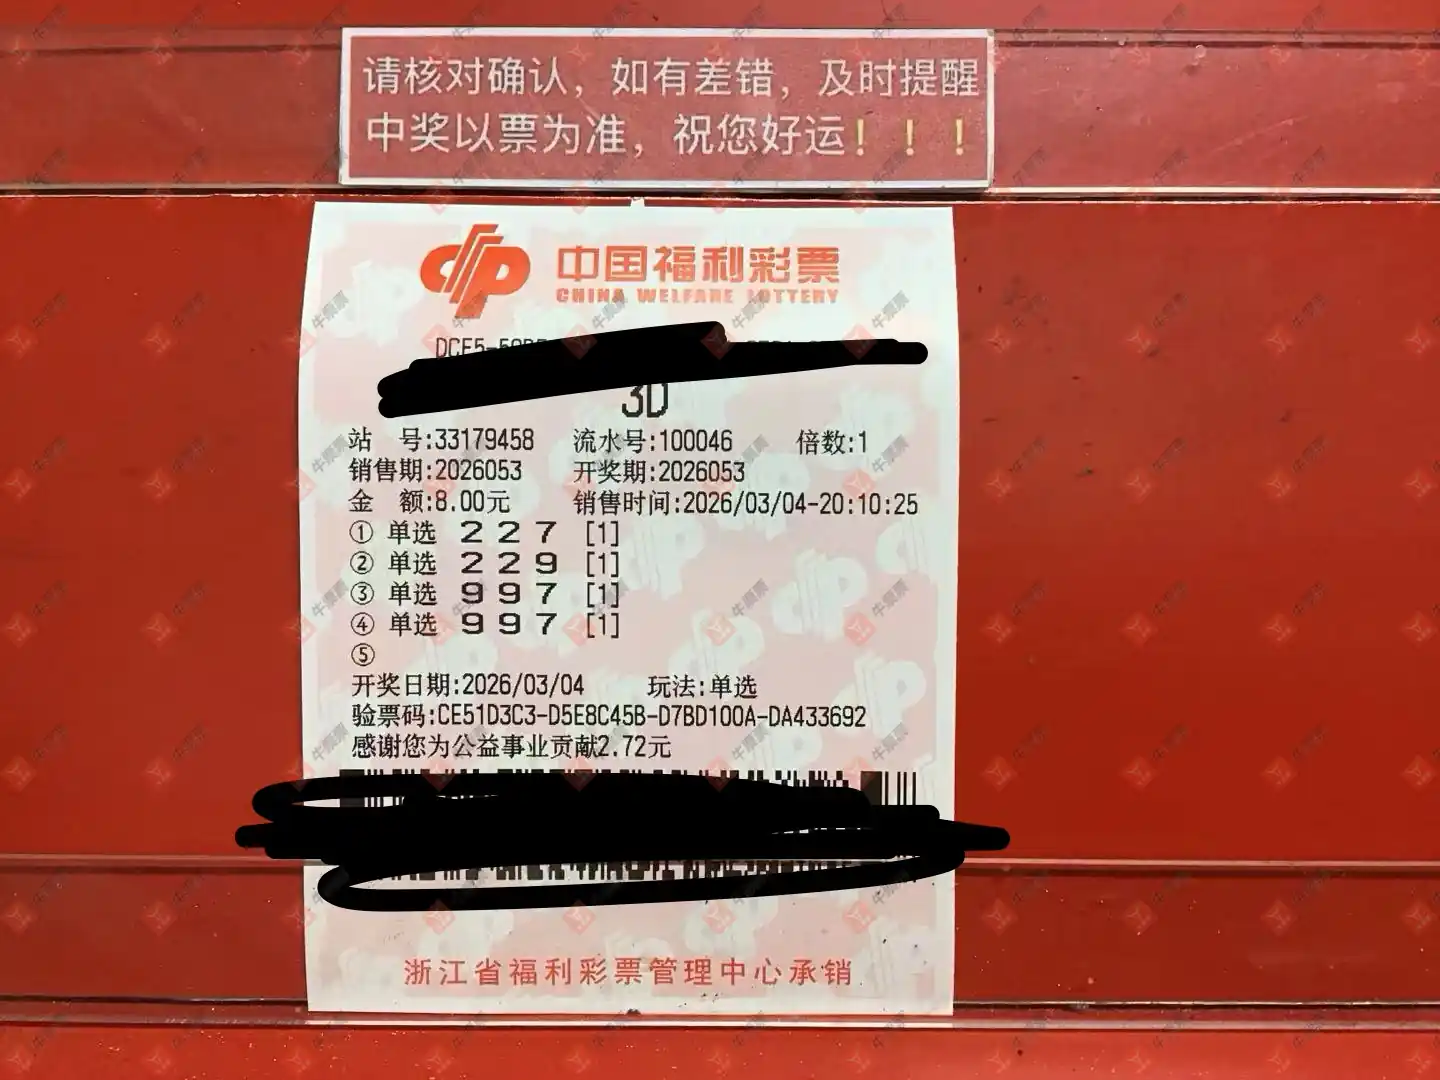 请核对确认，如有差错，及时提醒
中奖以票为准，祝您好运！！！
中国福利彩票
CHINA WELFARE LOTTERY
3D
站 号:33179458 流水号:100046 倍数:1
销售期:2026053 开奖期:2026053
金 额:8.00元 销售时间:2026/03/04-20:10:25
① 单选 2 2 7 [1]
② 单选 2 2 9 [1]
③ 单选 9 9 7 [1]
④ 单选 9 9 7 [1]
⑤
开奖日期:2026/03/04 玩法:单选
验票码:CE51D3C3-D5E8C45B-D7BD100A-DA433692
感谢您为公益事业贡献2.72元
浙江省福利彩票管理中心承销
牛票票